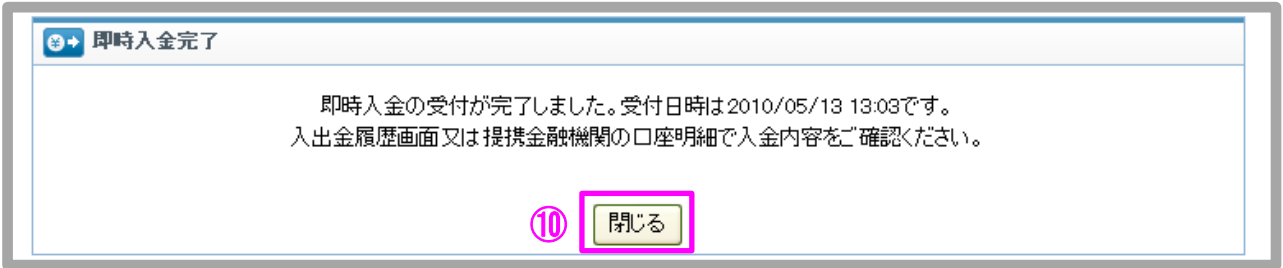 即時入金完了
即時入金の受付が完了しました。受付日時は2010/05/13 13:03です。
入出金履歴画面又は提携金融機関の口座明細で入金内容をご確認ください。
⑩ 閉じる